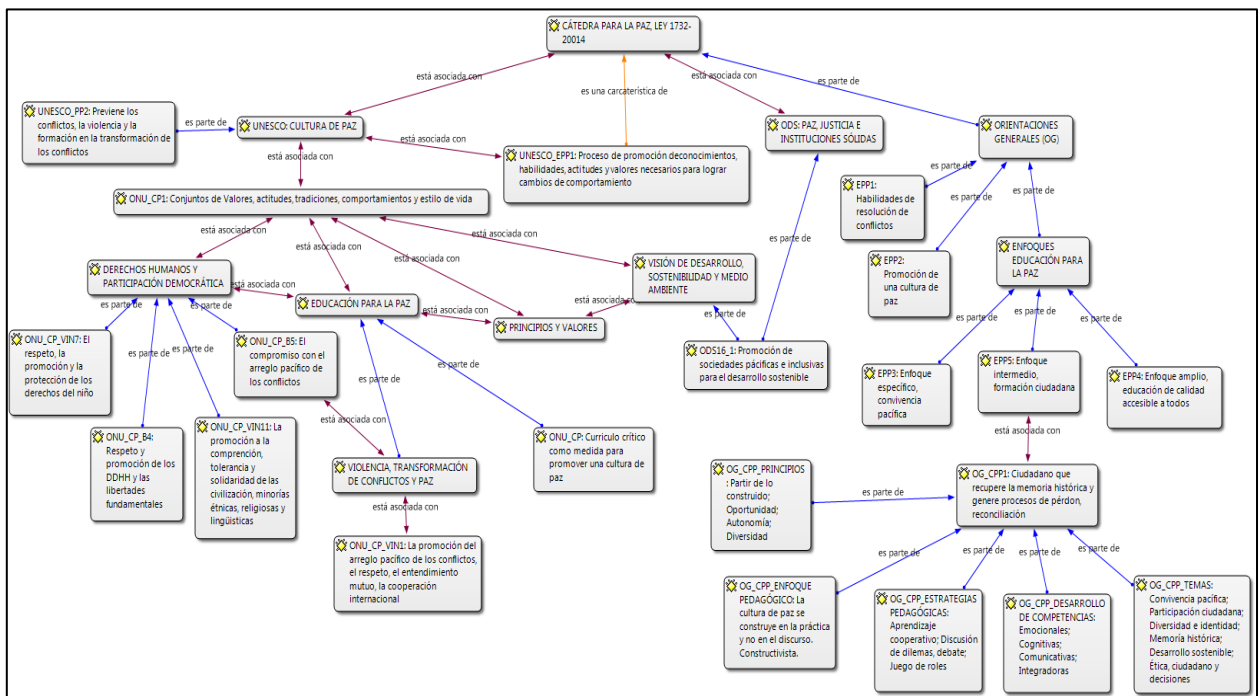 CÁTEDRA PARA LA PAZ, LEY 1732-
20014
está asociada con
es una carcaterística de
está asociada con
es parte de
UNESCO_PP2: Previene los
conflictos, la violencia y la
formación en la transformación de
los conflictos
es parte de
UNESCO: CULTURA DE PAZ
está asociada con
UNESCO_EPP1: Proceso de promoción deconocimientos,
habilidades, actitudes y valores necesarios para lograr
cambios de comportamiento
ODS: PAZ, JUSTICIA E
INSTITUCIONES SÓLIDAS
ORIENTACIONES
GENERALES (OG)
está asociada con
ONU_CP1: Conjuntos de Valores, actitudes, tradiciones, comportamientos y estilo de vida
es parte de
EPP1:
Habilidades de
resolución de
conflictos
es parte de
es parte de
EPP2:
Promoción de
una cultura de
paz
ENFOQUES
EDUCACIÓN PARA
LA PAZ
está asociada con
está asociada con
está asociada con
está asociada con
es parte de
DERECHOS HUMANOS Y
PARTICIPACIÓN DEMOCRÁTICA
está asociada con
EDUCACIÓN PARA LA PAZ
está asociada con
PRINCIPIOS Y VALORES
está asociada con
VISIÓN DE DESARROLLO,
SOSTENIBILIDAD Y MEDIO
AMBIENTE
es parte de
es parte de
es parte de
es parte de
es parte de
ONU_CP_VIN7: El
respeto, la
promoción y la
protección de los
derechos del niño
ONU_CP_B5: El
compromiso con el
arreglo pacífico de
los conflictos
es parte de
es parte de
ODS16_1: Promoción de
sociedades pácificas e inclusivas
para el desarrollo sostenible
es parte de
es parte de
es parte de
EPP3: Enfoque
específico,
convivencia
pacífica
EPP5: Enfoque
intermedio,
formación ciudadana
EPP4: Enfoque amplio,
educación de calidad
accesible a todos
ONU_CP_B4:
Respeto y
promoción de los
DDHH y las
libertades
fundamentales
ONU_CP_VIN11: La
promoción a la
comprención,
tolerancia y
solidaridad de las
civilización, minorías
étnicas, religiosas y
lingüísticas
está asociada con
VIOLENCIA, TRANSFORMACIÓN
DE CONFLICTOS Y PAZ
ONU_CP: Curriculo crítico
como medida para
promover una cultura de
paz
está asociada con
está asociada con
ONU_CP_VIN1: La promoción del
arreglo pacífico de los conflictos,
el respeto, el entendimiento
mutuo, la cooperación
internacional
OG_CPP_PRINCIPIOS
: Partir de lo
construido;
Oportunidad;
Autonomía;
Diversidad
es parte de
OG_CPP1: Ciudadano que
recupere la memoria histórica y
genere procesos de pérdon,
reconciliación
es parte de
es parte de
es parte de
es parte de
OG_CPP_ENFOQUE
PEDAGÓGICO: La
cultura de paz se
construye en la práctica
y no en el discurso.
Constructivista.
OG_CPP_ESTRATEGIAS
PEDAGÓGICAS:
Aprendizaje
cooperativo; Discusión
de dilemas, debate;
Juego de roles
OG_CPP_DESARROLLO
DE COMPETENCIAS:
Emocionales;
Cognitivas;
Comunicativas;
Integradoras
OG_CPP_TEMAS:
Convivencia pacífica;
Participación ciudadana;
Diversidad e identidad;
Memoria histórica;
Desarrollo sostenible;
Ética, ciudadano y
decisiones